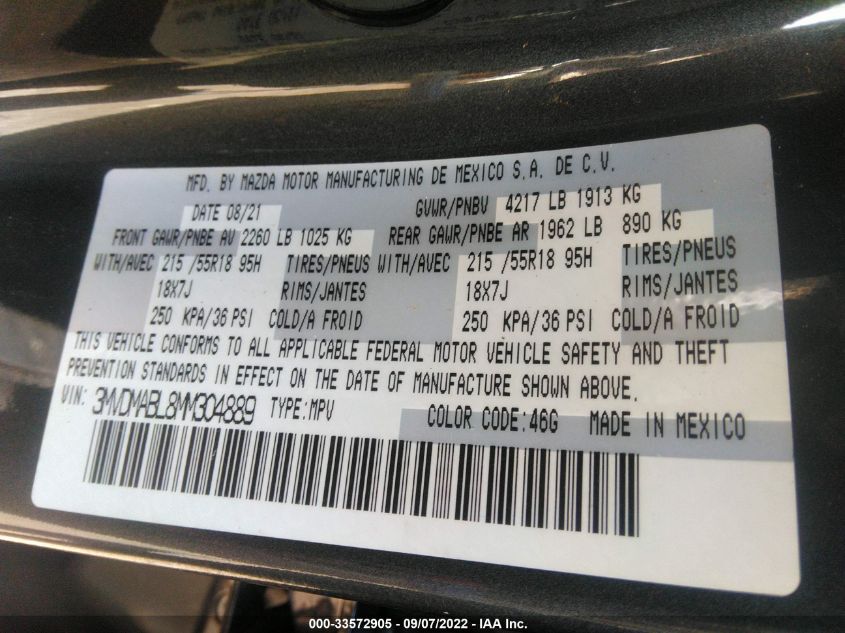 MFD. BY MAZDA MOTOR MANUFACTURING DE MEXICO S.A. DE C.V.
DATE 08/21 GVWR/PNBV 4217 LB 1913 KG
FRONT GAWR/PNBE AV 2260 LB 1025 KG REAR GAWR/PNBE AR 1962 LB 890 KG
WITH/AVEC 215 /55R18 95H TIRES/PNEUS WITH/AVEC 215 /55R18 95H TIRES/PNEUS
18X7J RIMS/JANTES 18X7J RIMS/JANTES
250 KPA/36 PSI COLD/A FROID 250 KPA/36 PSI COLD/A FROID
THIS VEHICLE CONFORMS TO ALL APPLICABLE FEDERAL MOTOR VEHICLE SAFETY AND THEFT
PREVENTION STANDARDS IN EFFECT ON THE DATE OF MANUFACTURE SHOWN ABOVE.
VIN: 3MVDMABL8MM304889 TYPE:MPV COLOR CODE:46G MADE IN MEXICO
000-33572905 - 09/07/2022 - IAA Inc.